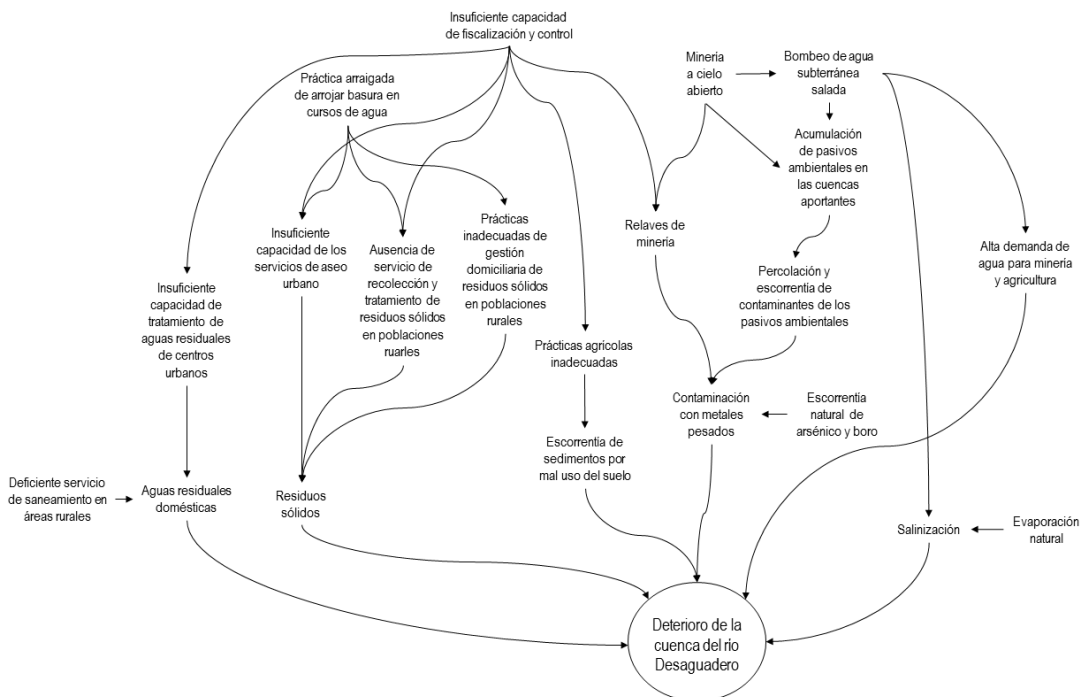 Insuficiente capacidad
de fiscalización y control
Práctica arraigada
de arrojar basura en
cursos de agua
Minería
a cielo
abierto
Bombeo de agua
subterránea
salada
Acumulación
de pasivos
ambientales en
las cuencas
aportantes
Insuficiente
capacidad de los
servicios de aseo
urbano
Ausencia de
servicio de
recolección y
tratamiento de
residuos sólidos
en poblaciones
ruarles
Prácticas
inadecuadas de
gestión
domiciliaria de
residuos sólidos
en poblaciones
rurales
Relaves de
minería
Alta demanda de
agua para minería
y agricultura
Insuficiente
capacidad de
tratamiento de
aguas residuales
de centros
urbanos
Percolación y
escorrentia de
contaminantes de los
pasivos ambientales
Prácticas agrícolas
inadecuadas
Contaminación
con metales
pesados
Escorrentia
natural de
arsénico y boro
Escorrentía de
sedimentos por
mal uso del suelo
Deficiente servicio
de saneamiento en
áreas rurales
Aguas residuales
domésticas
Residuos
sólidos
Salinización
Evaporación
natural
Deterioro de la
cuenca del río
Desaguadero